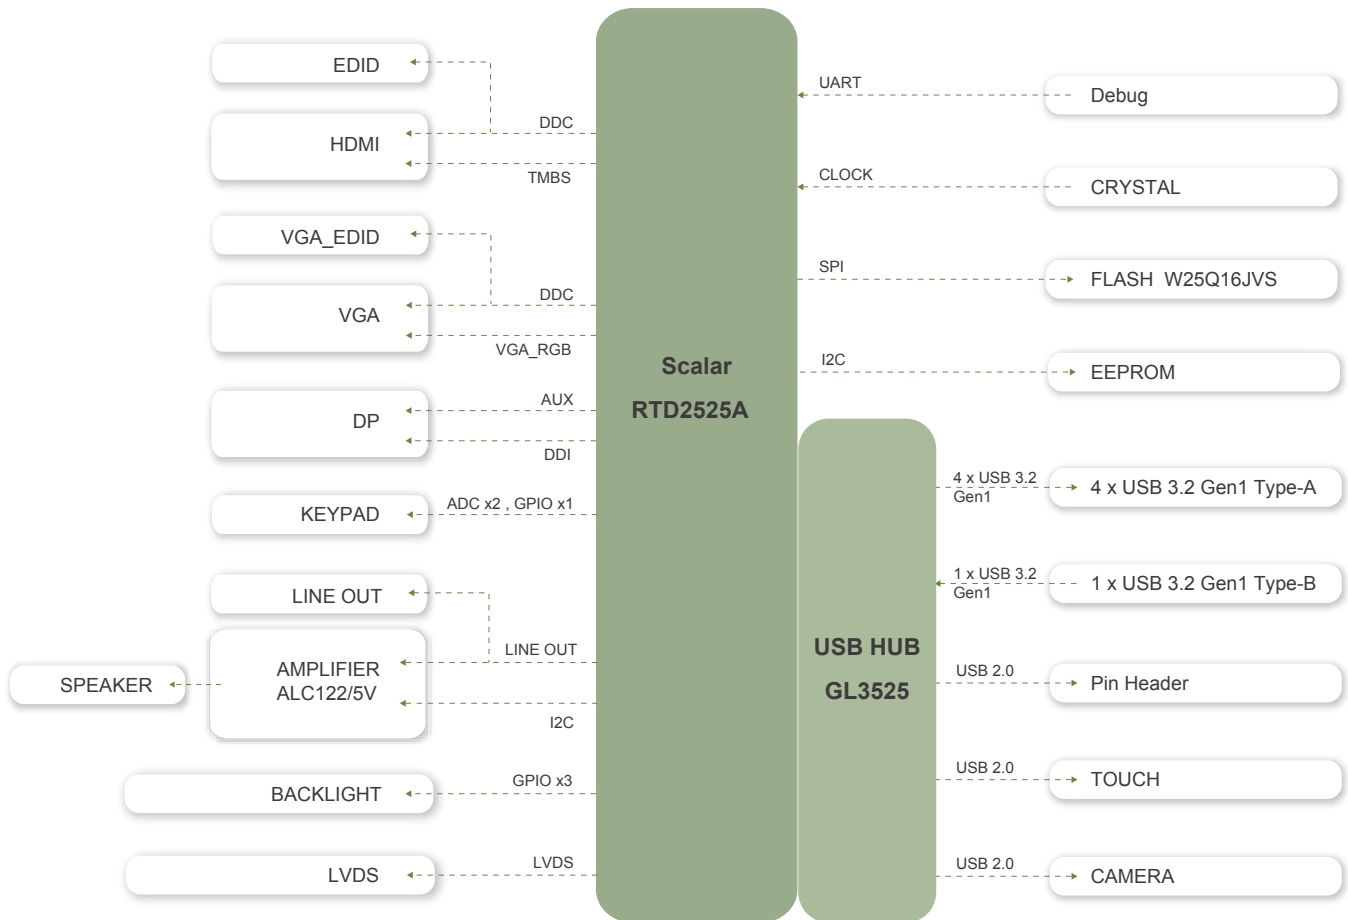 EDID
DDC
HDMI
TMBS
VGA_EDID
DDC
VGA
VGA_RGB
AUX
DP
DDI
ADC x2 , GPIO x1
KEYPAD
LINE OUT
LINE OUT
AMPLIFIER
ALC122/5V
SPEAKER
I2C
GPIO x3
BACKLIGHT
LVDS
LVDS
Scalar
RTD2525A
UART
Debug
CLOCK
CRYSTAL
SPI
FLASH W25Q16JVS
I2C
EEPROM
USB HUB
GL3525
4 x USB 3.2
Gen1
4 x USB 3.2 Gen1 Type-A
1 x USB 3.2
Gen1
1 x USB 3.2 Gen1 Type-B
USB 2.0
Pin Header
USB 2.0
TOUCH
USB 2.0
CAMERA